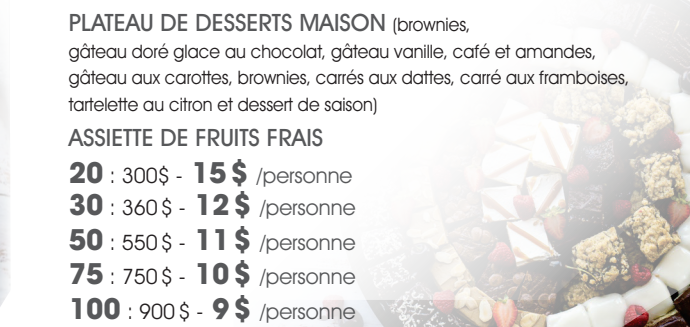 PLATEAU DE DESSERTS MAISON (brownies,
gâteau doré glace au chocolat, gâteau vanille, café et amandes,
gâteau aux carottes, brownies, carrés aux dattes, carré aux framboises,
tartelette au citron et dessert de saison)
ASSIETTE DE FRUITS FRAIS
20 : 300$ - 15$ /personne
30 : 360$ - 12$ /personne
50 : 550$ - 11$ /personne
75 : 750$ - 10$ /personne
100 : 900$ - 9$ /personne